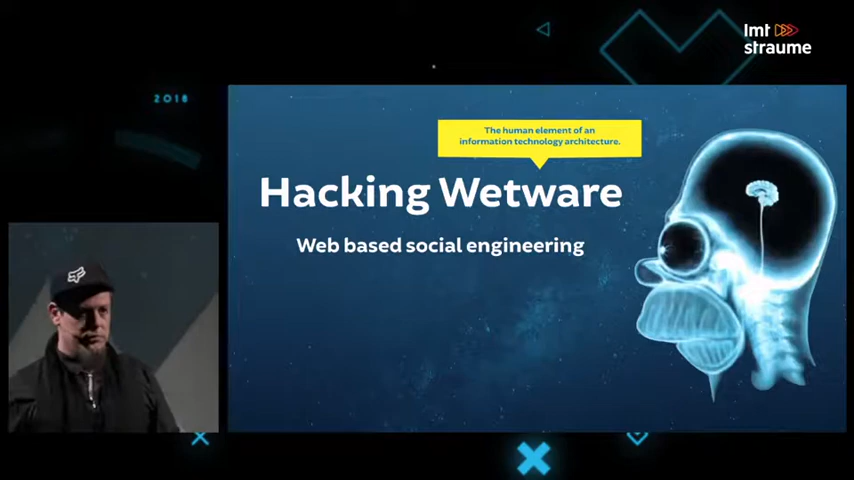 lmt
straume
2018
The human element of an
information technology architecture.
Hacking Wetware
Web based social engineering